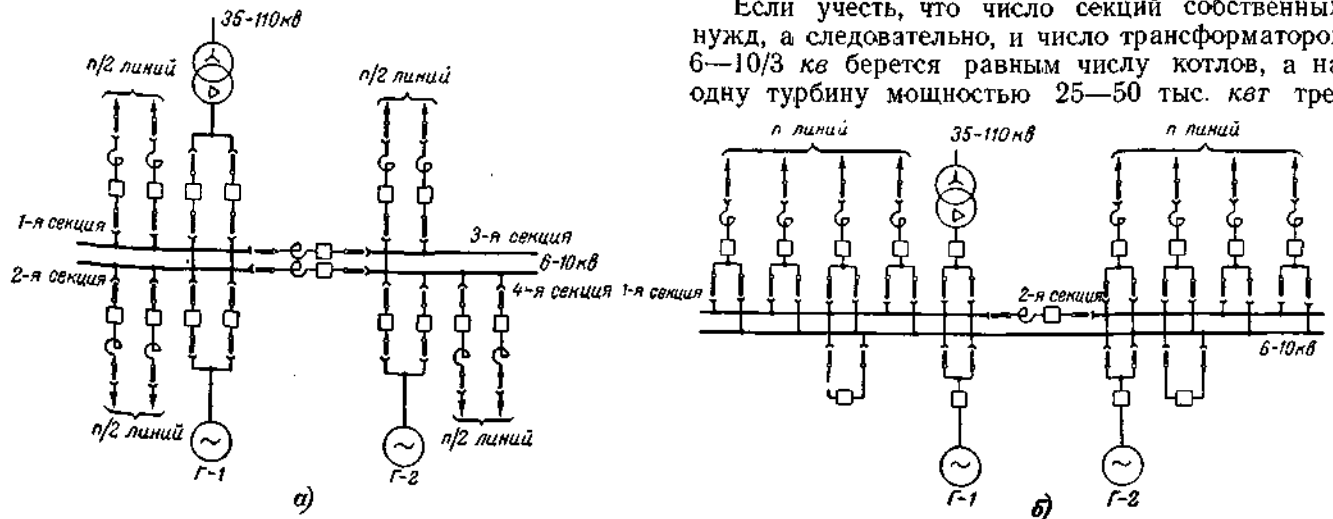 Если учесть, что число секций собственных
нужд, а следовательно, и число трансформаторо
6—10/3 кв берется равным числу котлов, а на
одну турбину мощностью 25—50 тыс. квт тре
35-110кв
n/2 линий
n/2 линий
1-я секция
2-я секция
3-я секция
6-10кв
4-я секция
n/2 линий
n/2 линий
Г-1
Г-2
а)
n линий
35-110кв
n линий
1-я секция
2-я секция
6-10кв
Г-1
Г-2
б)